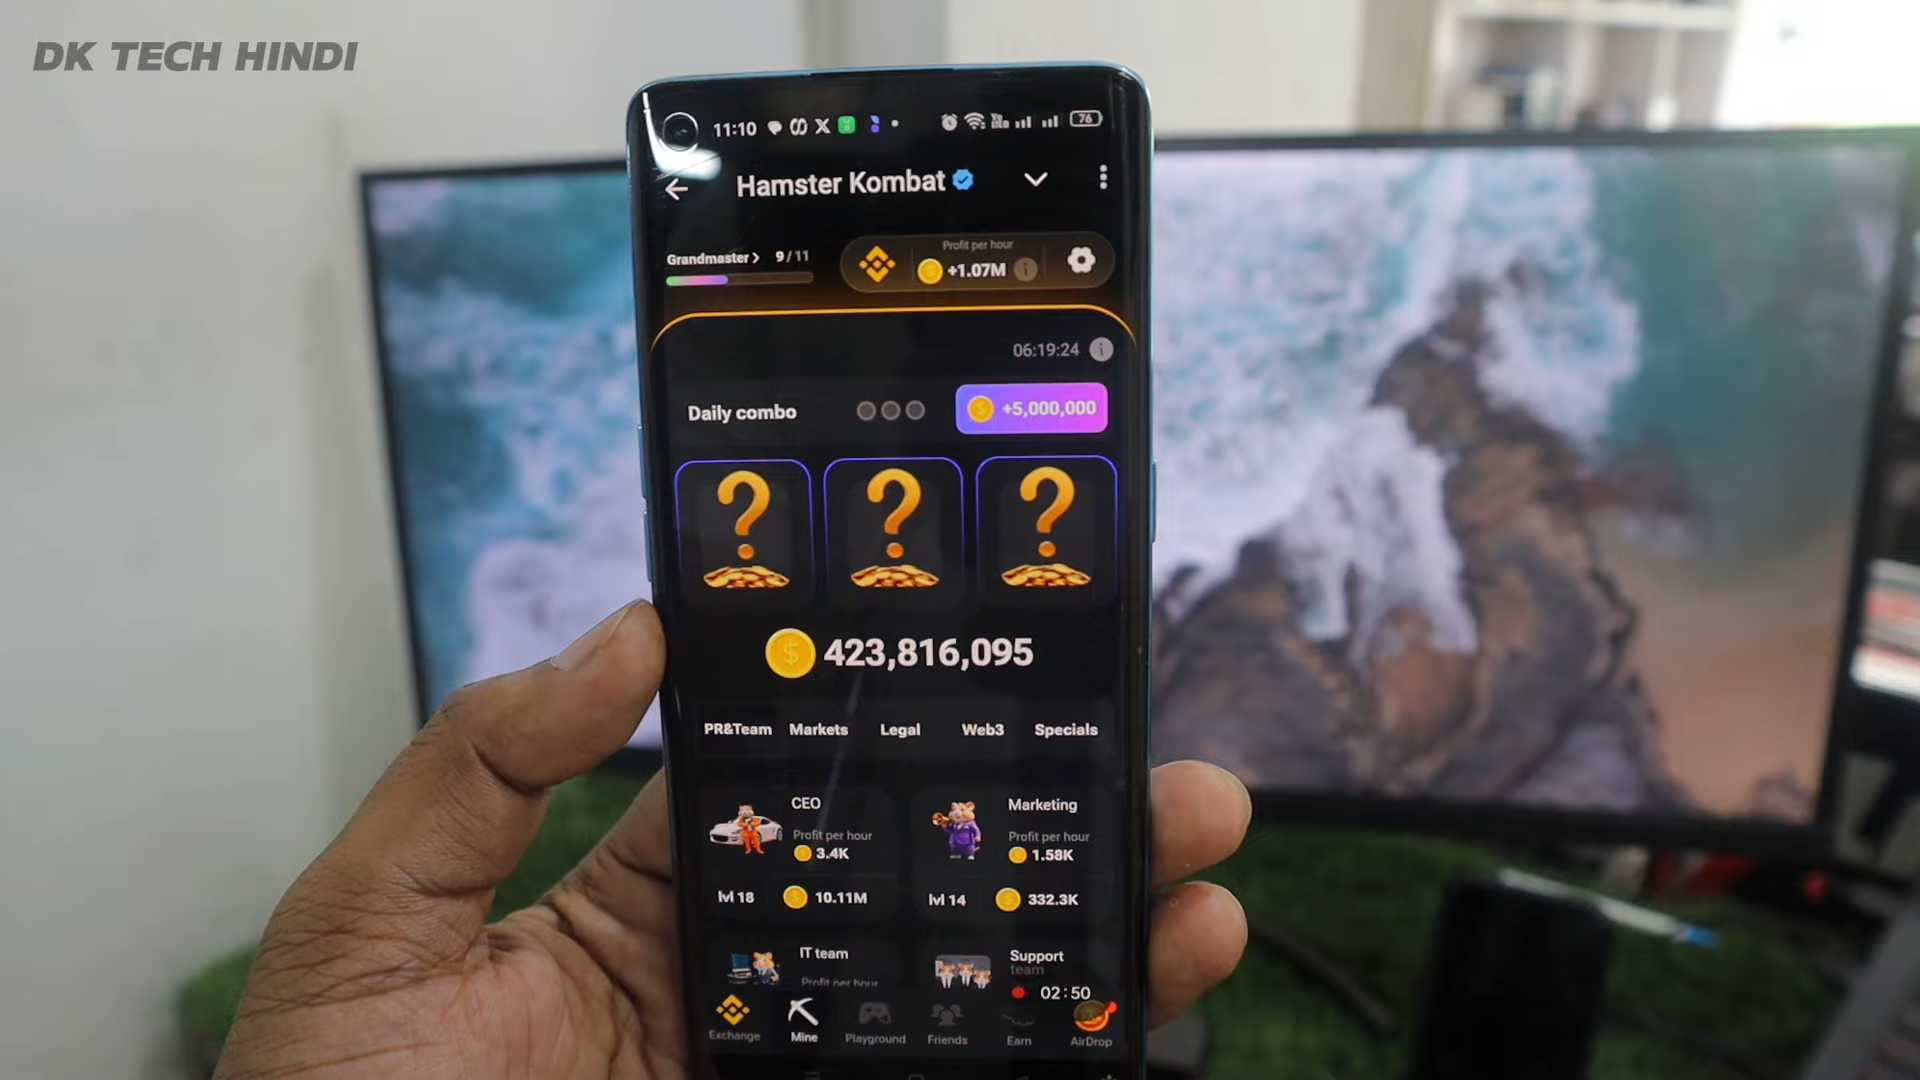 DK TECH HINDI
11:10
76
Hamster Kombat
Grandmaster > 9/11
Profit per hour
+1.07M
06:19:24
Daily combo
+5,000,000
423,816,095
PR&Team Markets Legal Web3 Specials
CEO
Profit per hour
3.4K
lvl 18 10.11M
Marketing
Profit per hour
1.58K
lvl 14 332.3K
IT team
Profit per hour
Support
team
02:50
Exchange Mine Playground Friends Earn AirDrop